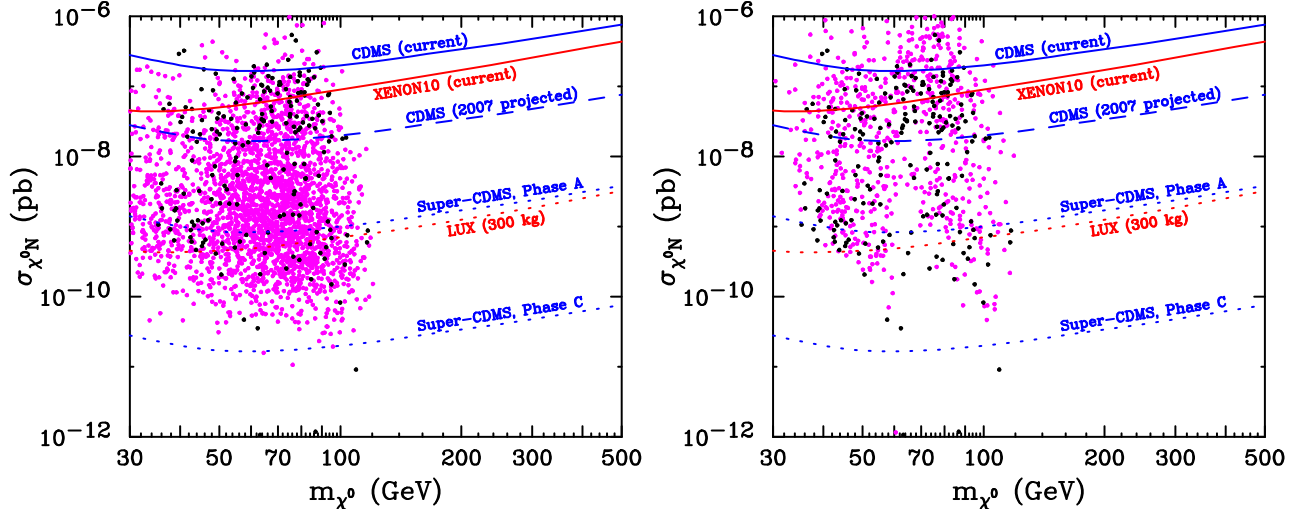 10⁻⁶
10⁻⁸
10⁻¹⁰
10⁻¹²
σχ⁰N (pb)
CDMS (current)
XENON10 (current)
CDMS (2007 projected)
Super-CDMS, Phase A
LUX (300 kg)
Super-CDMS, Phase C
30 50 70 100 200 300 500
mχ⁰ (GeV)
10⁻⁶
10⁻⁸
10⁻¹⁰
10⁻¹²
σχ⁰N (pb)
CDMS (current)
XENON10 (current)
CDMS (2007 projected)
Super-CDMS, Phase A
LUX (300 kg)
Super-CDMS, Phase C
30 50 70 100 200 300 500
mχ⁰ (GeV)